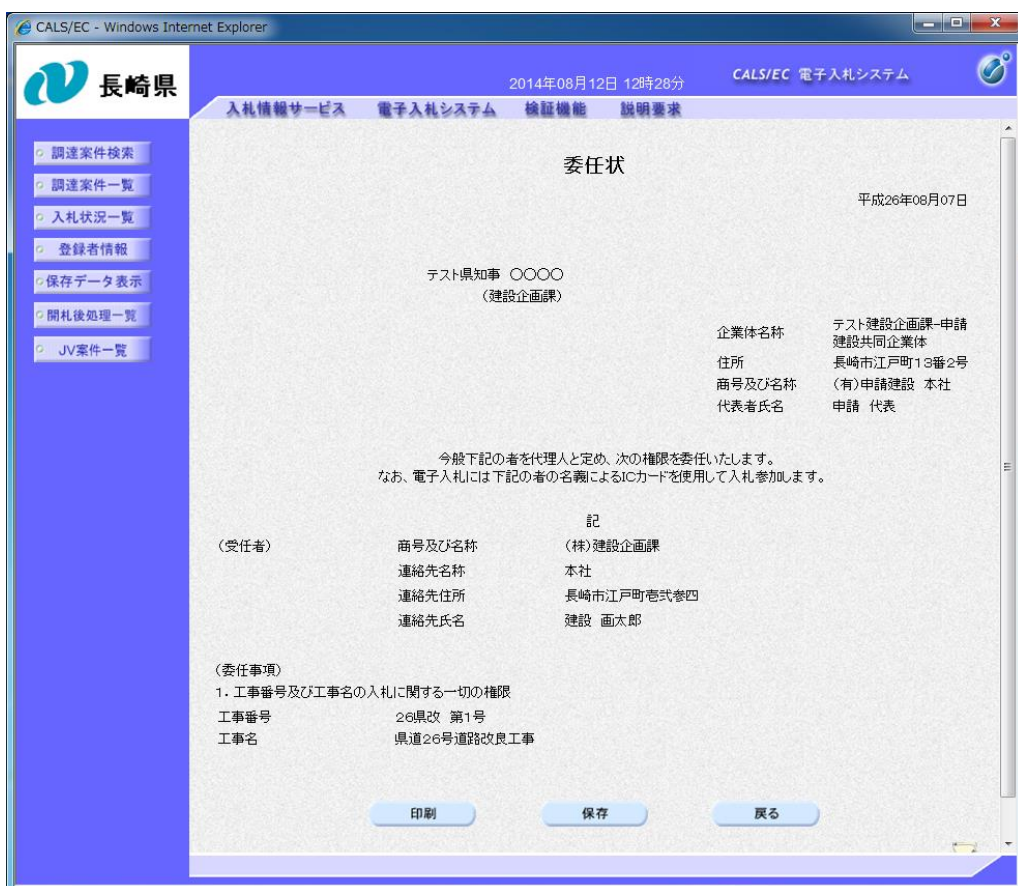 CALS/EC - Windows Internet Explorer
長崎県
2014年08月12日 12時28分
CALS/EC 電子入札システム
入札情報サービス 電子入札システム 検証機能 説明要求
調達案件検索
調達案件一覧
入札状況一覧
登録者情報
保存データ表示
開札後処理一覧
JV案件一覧
委任状
平成26年08月07日
テスト県知事 〇〇〇〇
(建設企画課)
企業体名称 テスト建設企画課-申請
建設共同企業体
住所 長崎市江戸町13番2号
商号及び名称 (有)申請建設 本社
代表者氏名 申請 代表
今般下記の者を代理人と定め、次の権限を委任いたします。
なお、電子入札には下記の者の名義によるICカードを使用して入札参加します。
記
(受任者) 商号及び名称 (株)建設企画課
連絡先名称 本社
連絡先住所 長崎市江戸町壱弐参四
連絡先氏名 建設 画太郎
(委任事項)
1.工事番号及び工事名の入札に関する一切の権限
工事番号 26県改 第1号
工事名 県道26号道路改良工事
印刷 保存 戻る